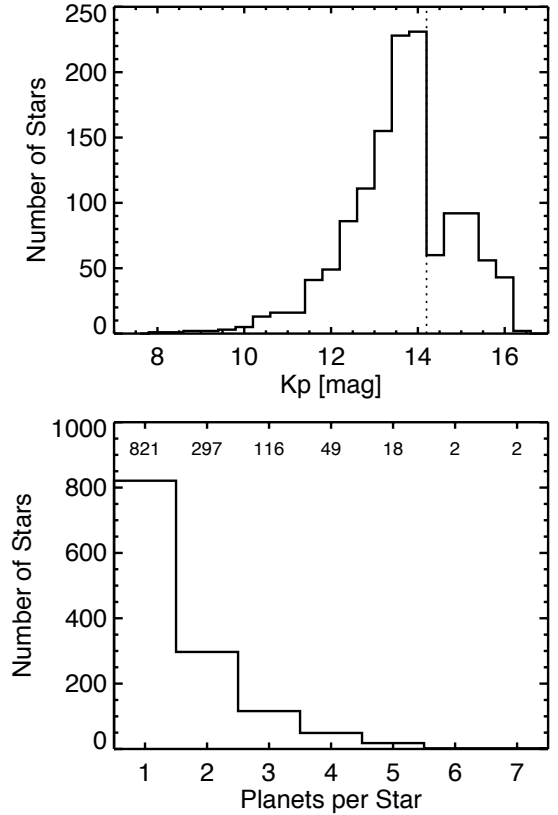 250
200
150
100
50
0
Number of Stars
8 10 12 14 16
Kp [mag]
1000
800
600
400
200
0
Number of Stars
821 297 116 49 18 2 2
1 2 3 4 5 6 7
Planets per Star